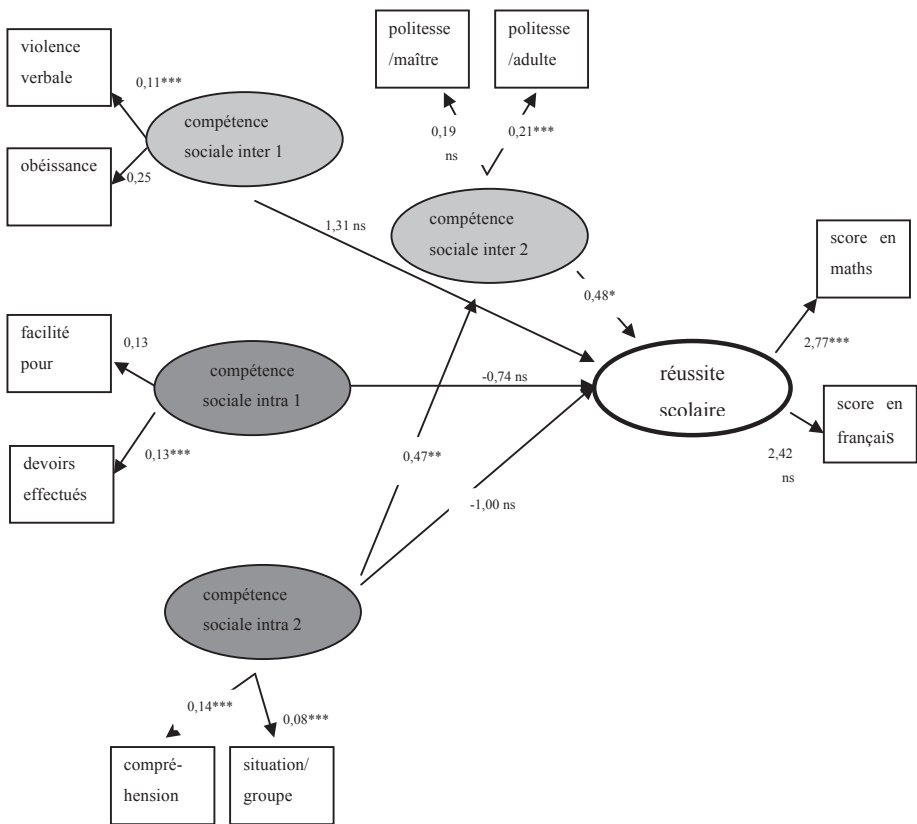 politesse
/maître
politesse
/adulte
violence
verbale
0,11***
compétence
sociale inter 1
obéissance
0,25
0,19
ns
0,21***
compétence
sociale inter 2
1,31 ns
0,48*
score en
maths
2,77***
facilité
pour
0,13
compétence
sociale intra 1
-0,74 ns
réussite
scolaire
score en
français
2,42
ns
devoirs
effectués
0,13***
0,47**
-1,00 ns
compétence
sociale intra 2
0,14***
0,08***
compré-
hension
situation/
groupe